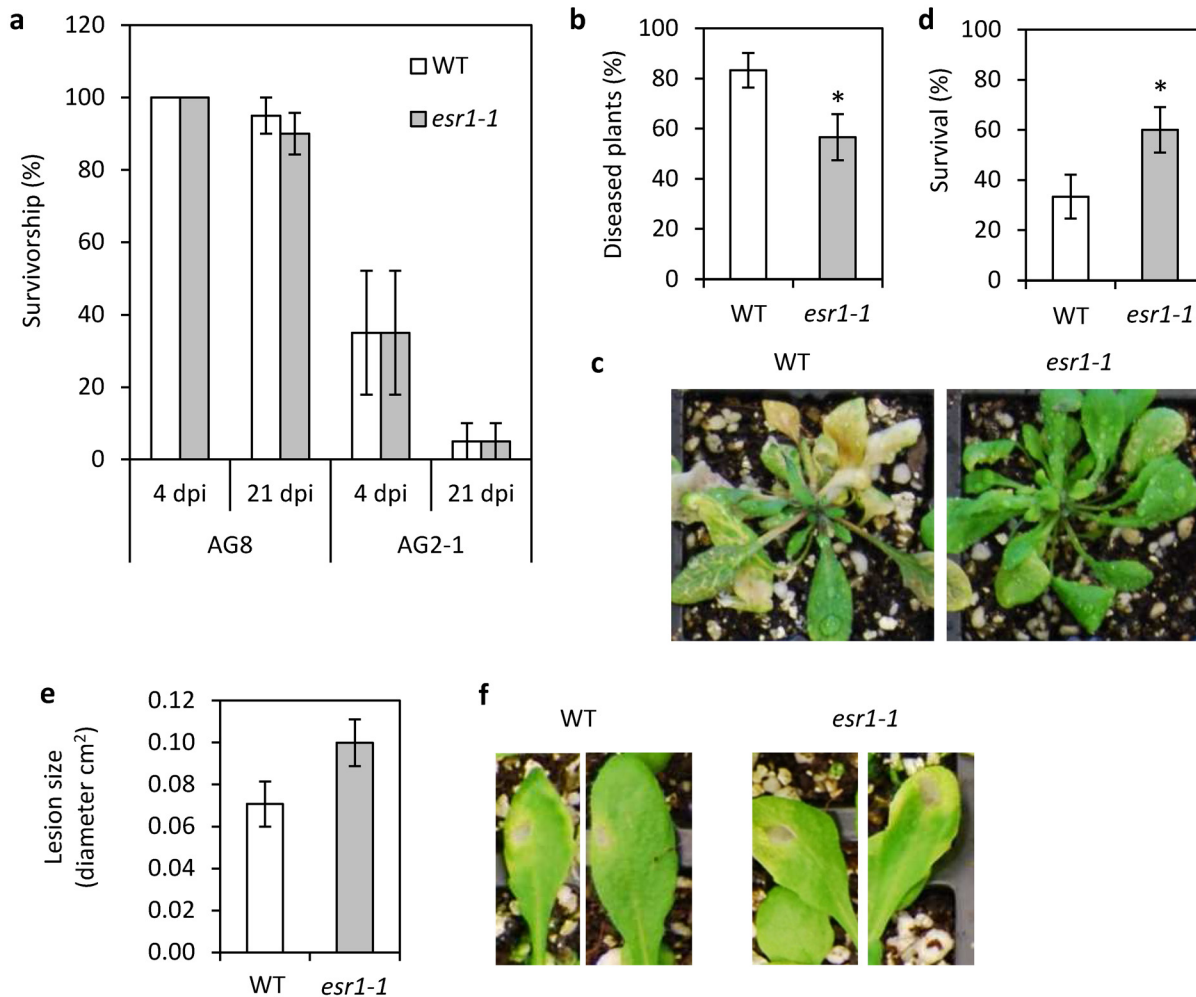 a
120
100
80
60
40
20
0
Survivorship (%)
WT
esr1-1
4 dpi 21 dpi 4 dpi 21 dpi
AG8 AG2-1
b
100
80
60
40
20
0
Diseased plants (%)
*
WT esr1-1
d
100
80
60
40
20
0
Survival (%)
*
WT esr1-1
c
WT esr1-1
e
0.12
0.10
0.08
0.06
0.04
0.02
0.00
Lesion size
(diameter cm²)
WT esr1-1
f
WT esr1-1